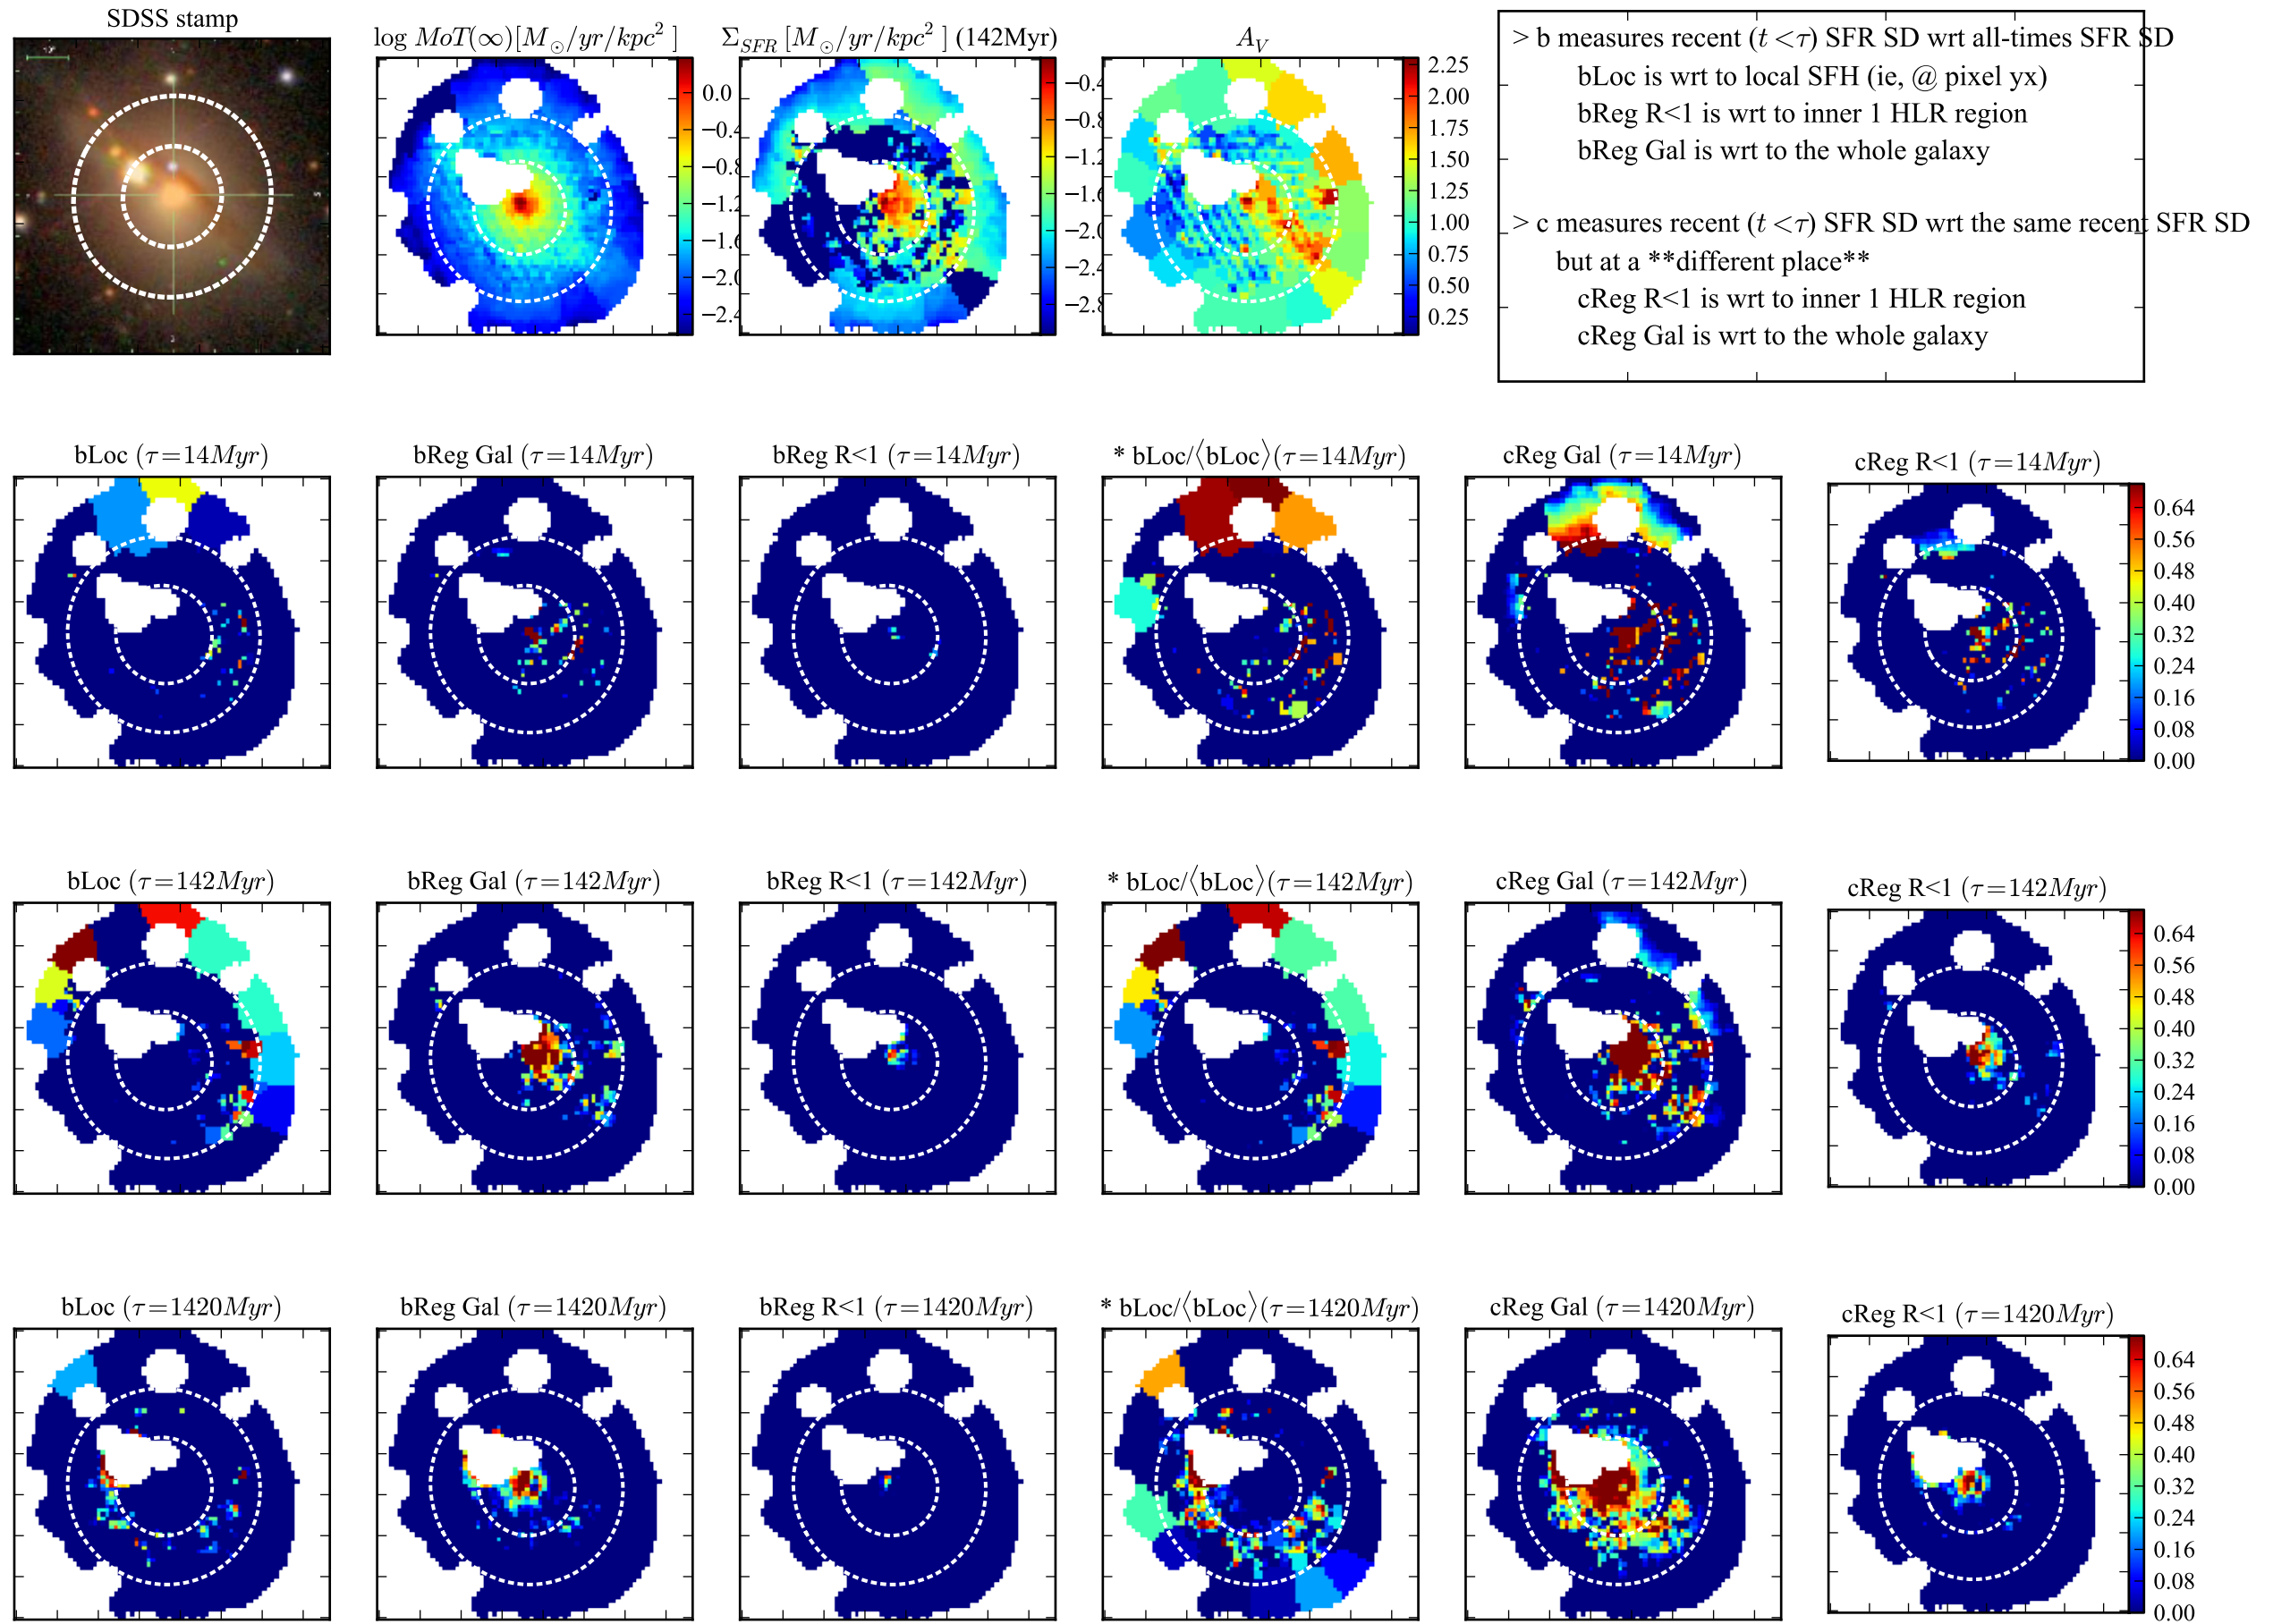 SDSS stamp
log MoT(∞)[M⊙/yr/kpc² ]
Σ_SFR [M⊙/yr/kpc² ] (142Myr)
A_V
0.0
−0.4
−0.8
−1.2
−1.6
−2.0
−2.4
−0.4
−0.8
−1.2
−1.6
−2.0
−2.4
−2.8
2.25
2.00
1.75
1.50
1.25
1.00
0.75
0.50
0.25
> b measures recent (t <τ) SFR SD wrt all-times SFR SD
bLoc is wrt to local SFH (ie, @ pixel yx)
bReg R<1 is wrt to inner 1 HLR region
bReg Gal is wrt to the whole galaxy
> c measures recent (t <τ) SFR SD wrt the same recent SFR SD
but at a **different place**
cReg R<1 is wrt to inner 1 HLR region
cReg Gal is wrt to the whole galaxy
bLoc (τ=14Myr)
bReg Gal (τ=14Myr)
bReg R<1 (τ=14Myr)
* bLoc/⟨bLoc⟩(τ=14Myr)
cReg Gal (τ=14Myr)
cReg R<1 (τ=14Myr)
0.64
0.56
0.48
0.40
0.32
0.24
0.16
0.08
0.00
bLoc (τ=142Myr)
bReg Gal (τ=142Myr)
bReg R<1 (τ=142Myr)
* bLoc/⟨bLoc⟩(τ=142Myr)
cReg Gal (τ=142Myr)
cReg R<1 (τ=142Myr)
0.64
0.56
0.48
0.40
0.32
0.24
0.16
0.08
0.00
bLoc (τ=1420Myr)
bReg Gal (τ=1420Myr)
bReg R<1 (τ=1420Myr)
* bLoc/⟨bLoc⟩(τ=1420Myr)
cReg Gal (τ=1420Myr)
cReg R<1 (τ=1420Myr)
0.64
0.56
0.48
0.40
0.32
0.24
0.16
0.08
0.00